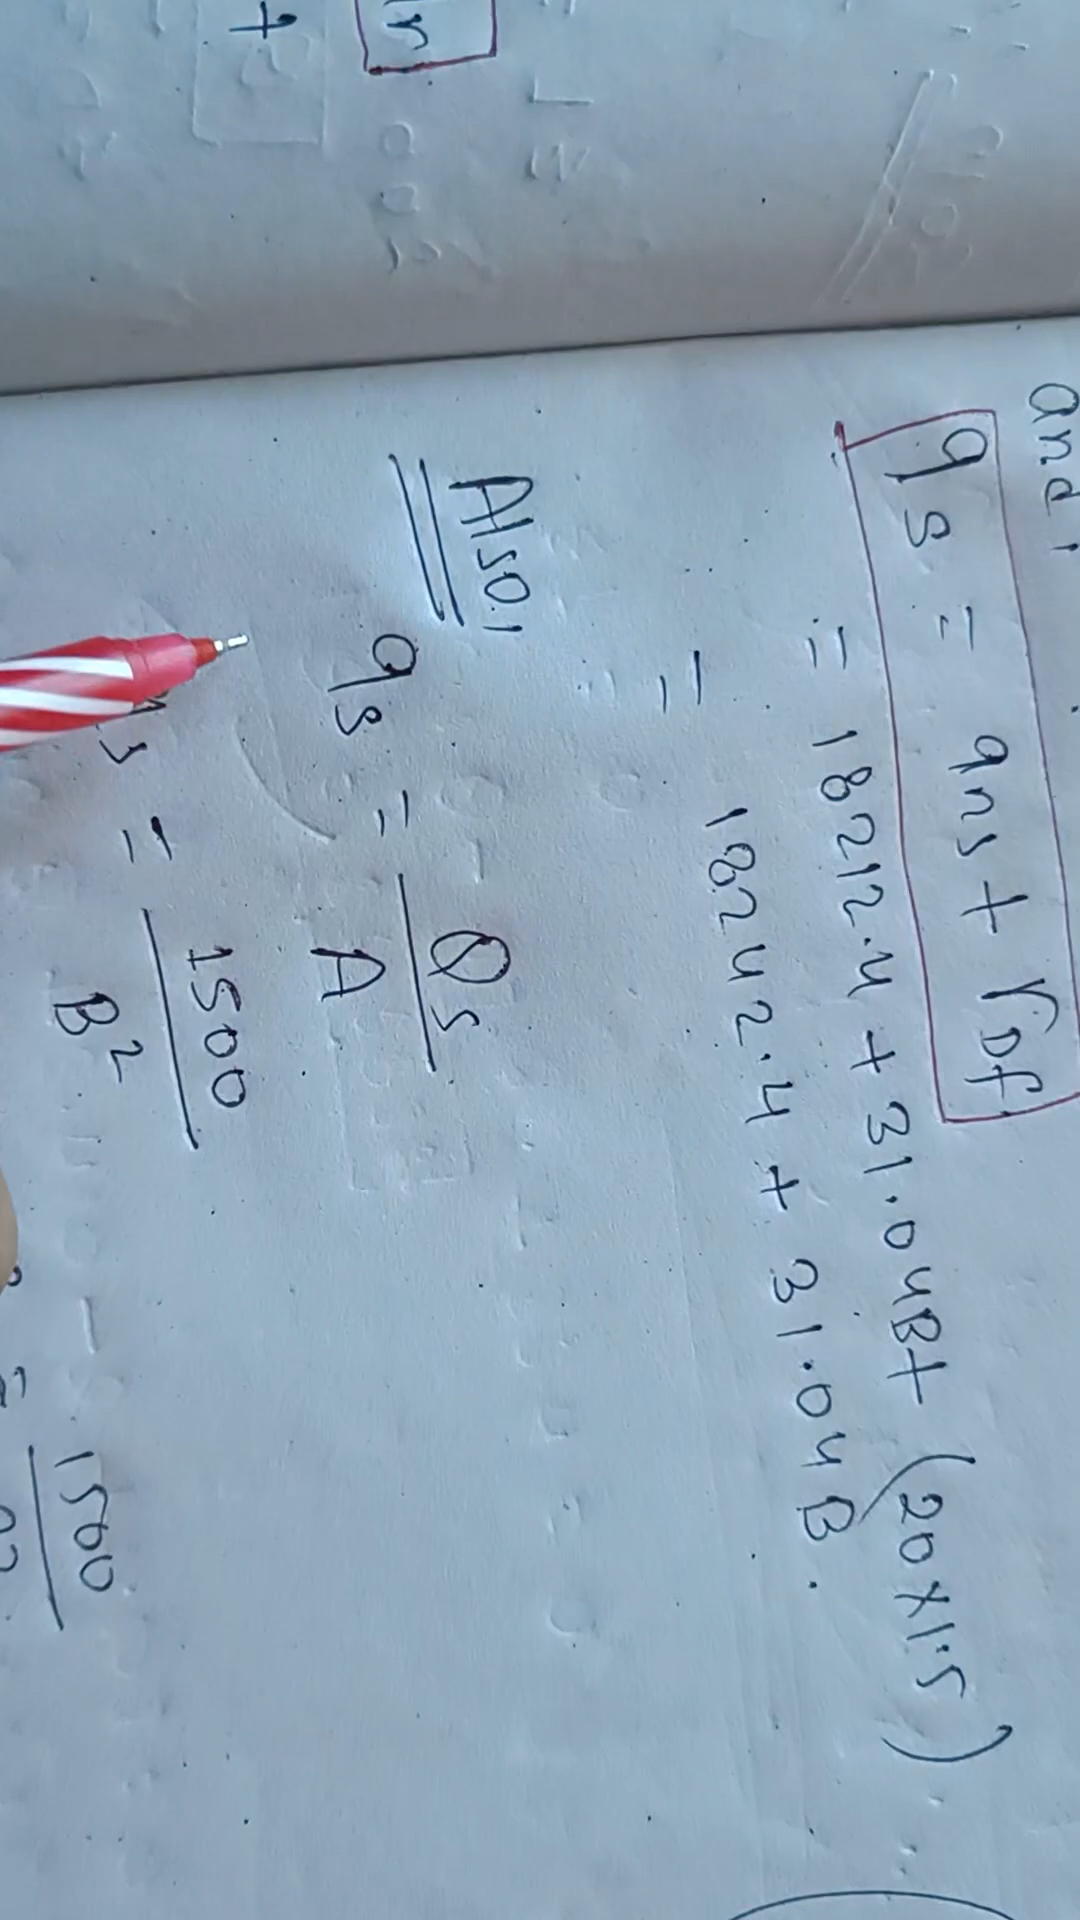 and,
qs = qns + γDf
= 18212.4 + 31.04B + (20×1.5)
= 18242.4 + 31.04B.
Also,
qs = Qs / A
= 1500 / B²
= 1500